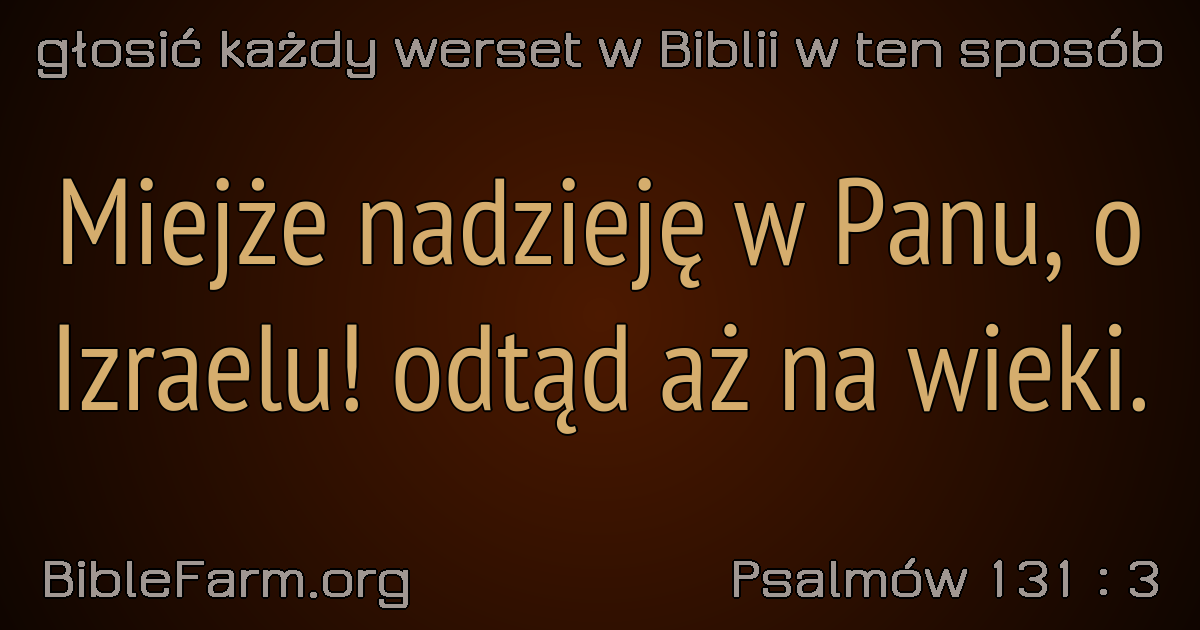 głosić każdy werset w Biblii w ten sposób
Miejże nadzieję w Panu, o
Izraelu! odtąd aż na wieki.
BibleFarm.org
Psalmów 131 : 3